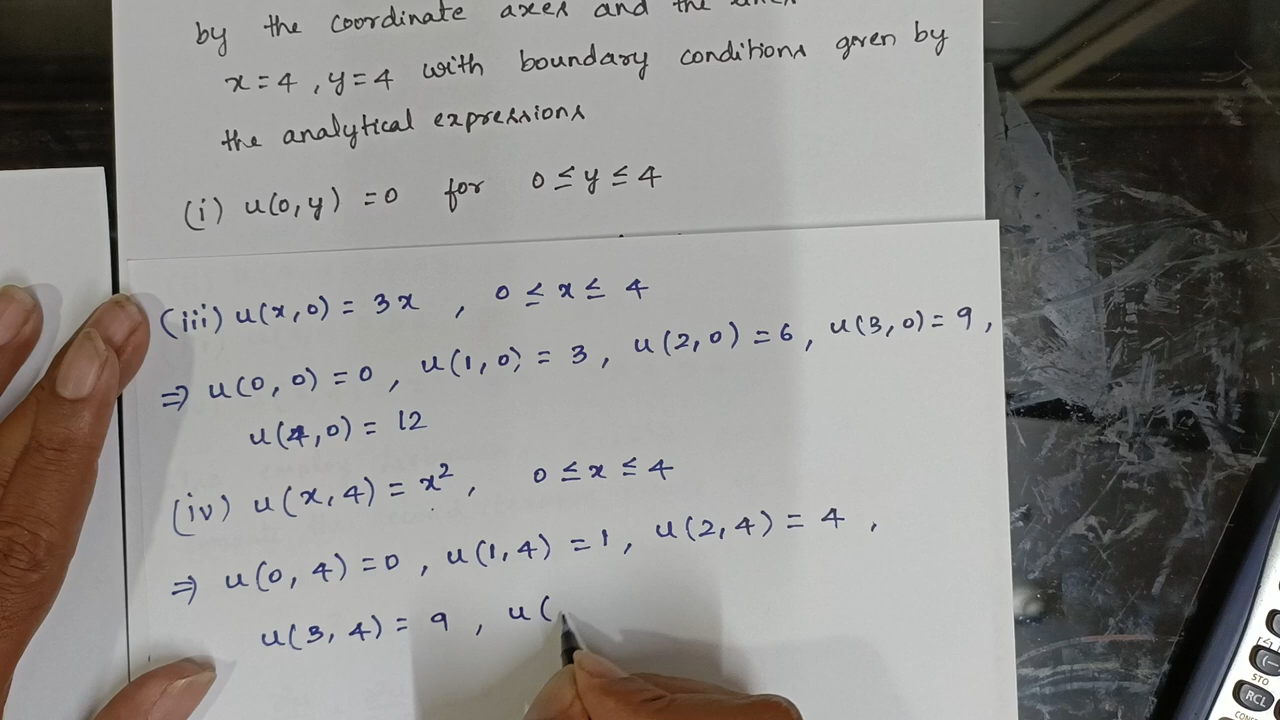 by the coordinate axes and the
x = 4 , y = 4 with boundary conditions given by
the analytical expressions
(i) u(0, y) = 0 for 0 ≤ y ≤ 4
(iii) u(x, 0) = 3x , 0 ≤ x ≤ 4
⇒ u(0, 0) = 0 , u(1, 0) = 3 , u(2, 0) = 6 , u(3, 0) = 9 ,
u(4, 0) = 12
(iv) u(x, 4) = x² , 0 ≤ x ≤ 4
⇒ u(0, 4) = 0 , u(1, 4) = 1 , u(2, 4) = 4 ,
u(3, 4) = 9 , u(
STO
RCL